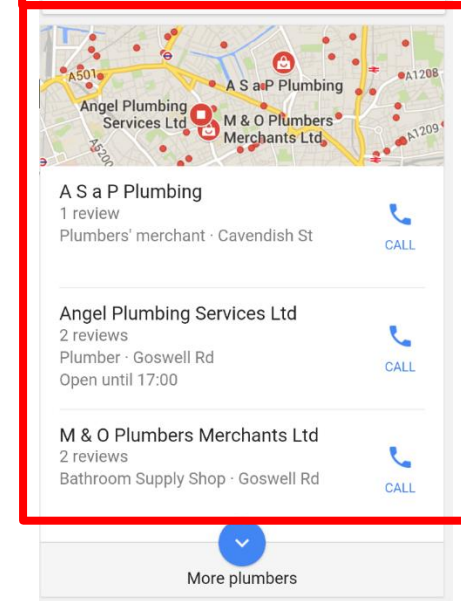 A501
A S a P Plumbing
A1208
Angel Plumbing
Services Ltd
M & O Plumbers
Merchants Ltd
A1209
A5200
A S a P Plumbing
1 review
Plumbers' merchant · Cavendish St
CALL
Angel Plumbing Services Ltd
2 reviews
Plumber · Goswell Rd
Open until 17:00
CALL
M & O Plumbers Merchants Ltd
2 reviews
Bathroom Supply Shop · Goswell Rd
CALL
More plumbers